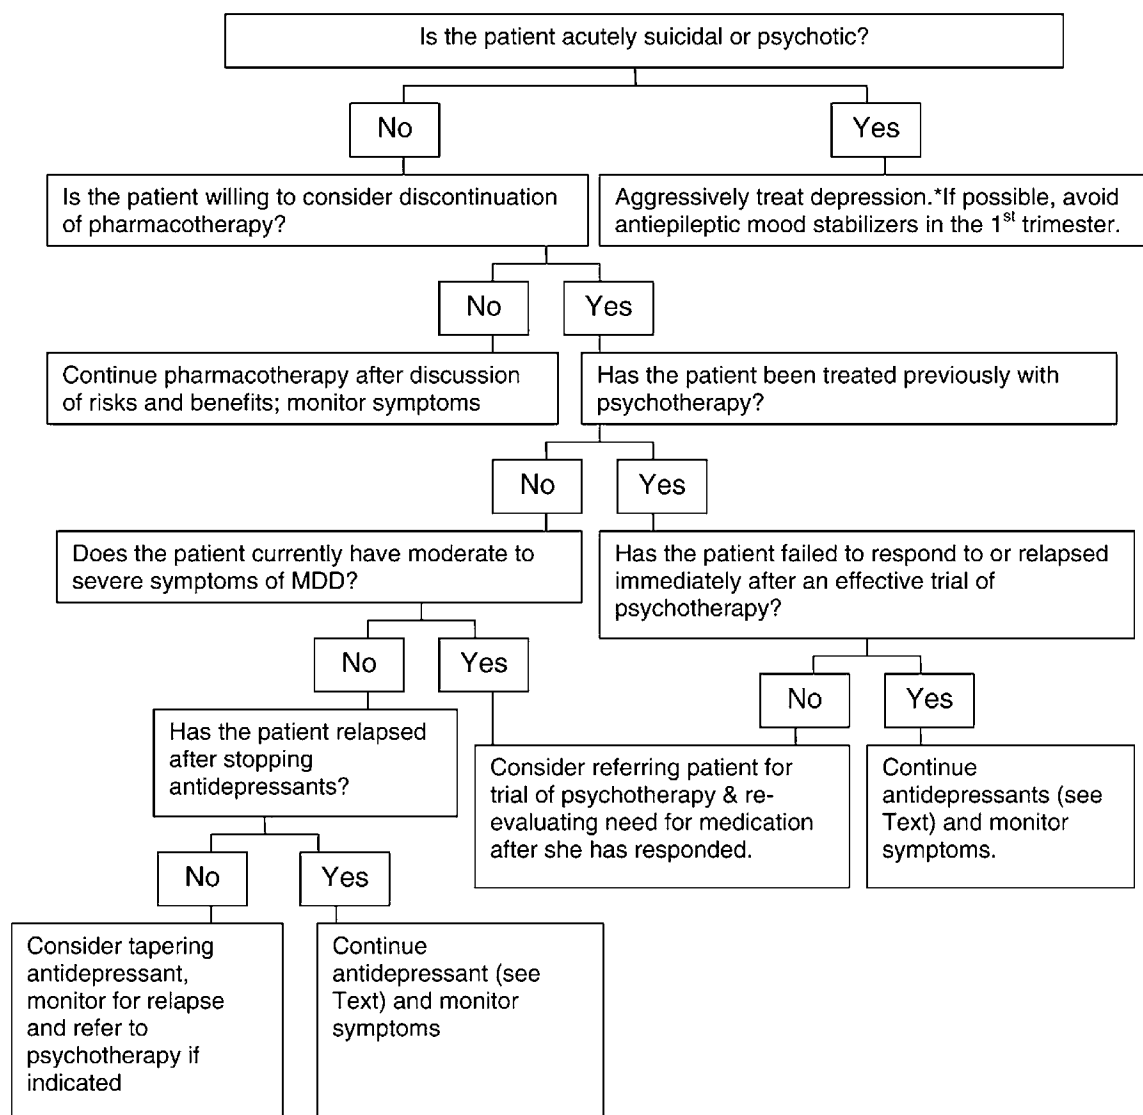 Is the patient acutely suicidal or psychotic?
No
Yes
Is the patient willing to consider discontinuation
of pharmacotherapy?
Aggressively treat depression.*If possible, avoid
antiepileptic mood stabilizers in the 1st trimester.
No
Yes
Continue pharmacotherapy after discussion
of risks and benefits; monitor symptoms
Has the patient been treated previously with
psychotherapy?
No
Yes
Does the patient currently have moderate to
severe symptoms of MDD?
Has the patient failed to respond to or relapsed
immediately after an effective trial of
psychotherapy?
No
Yes
No
Yes
Has the patient relapsed
after stopping
antidepressants?
Consider referring patient for
trial of psychotherapy & re-
evaluating need for medication
after she has responded.
Continue
antidepressants (see
Text) and monitor
symptoms.
No
Yes
Consider tapering
antidepressant,
monitor for relapse
and refer to
psychotherapy if
indicated
Continue
antidepressant (see
Text) and monitor
symptoms